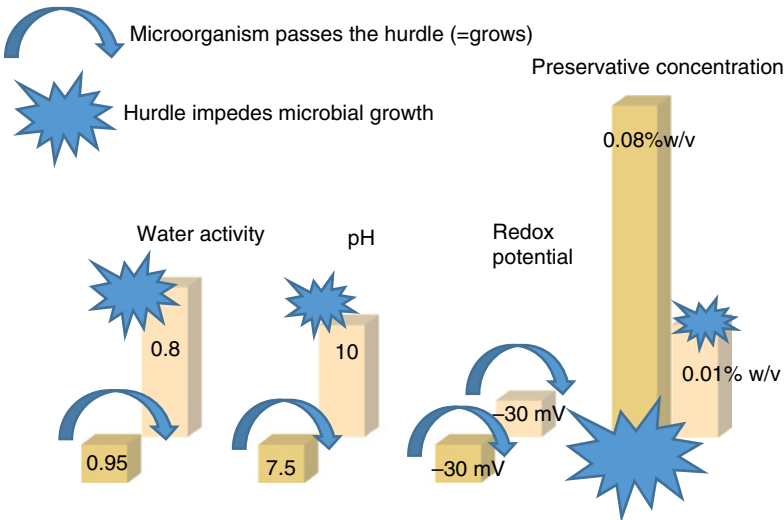 Microorganism passes the hurdle (=grows)
Preservative concentration
Hurdle impedes microbial growth
0.08%w/v
Water activity
pH
Redox
potential
0.8
10
0.01% w/v
–30 mV
0.95
7.5
–30 mV